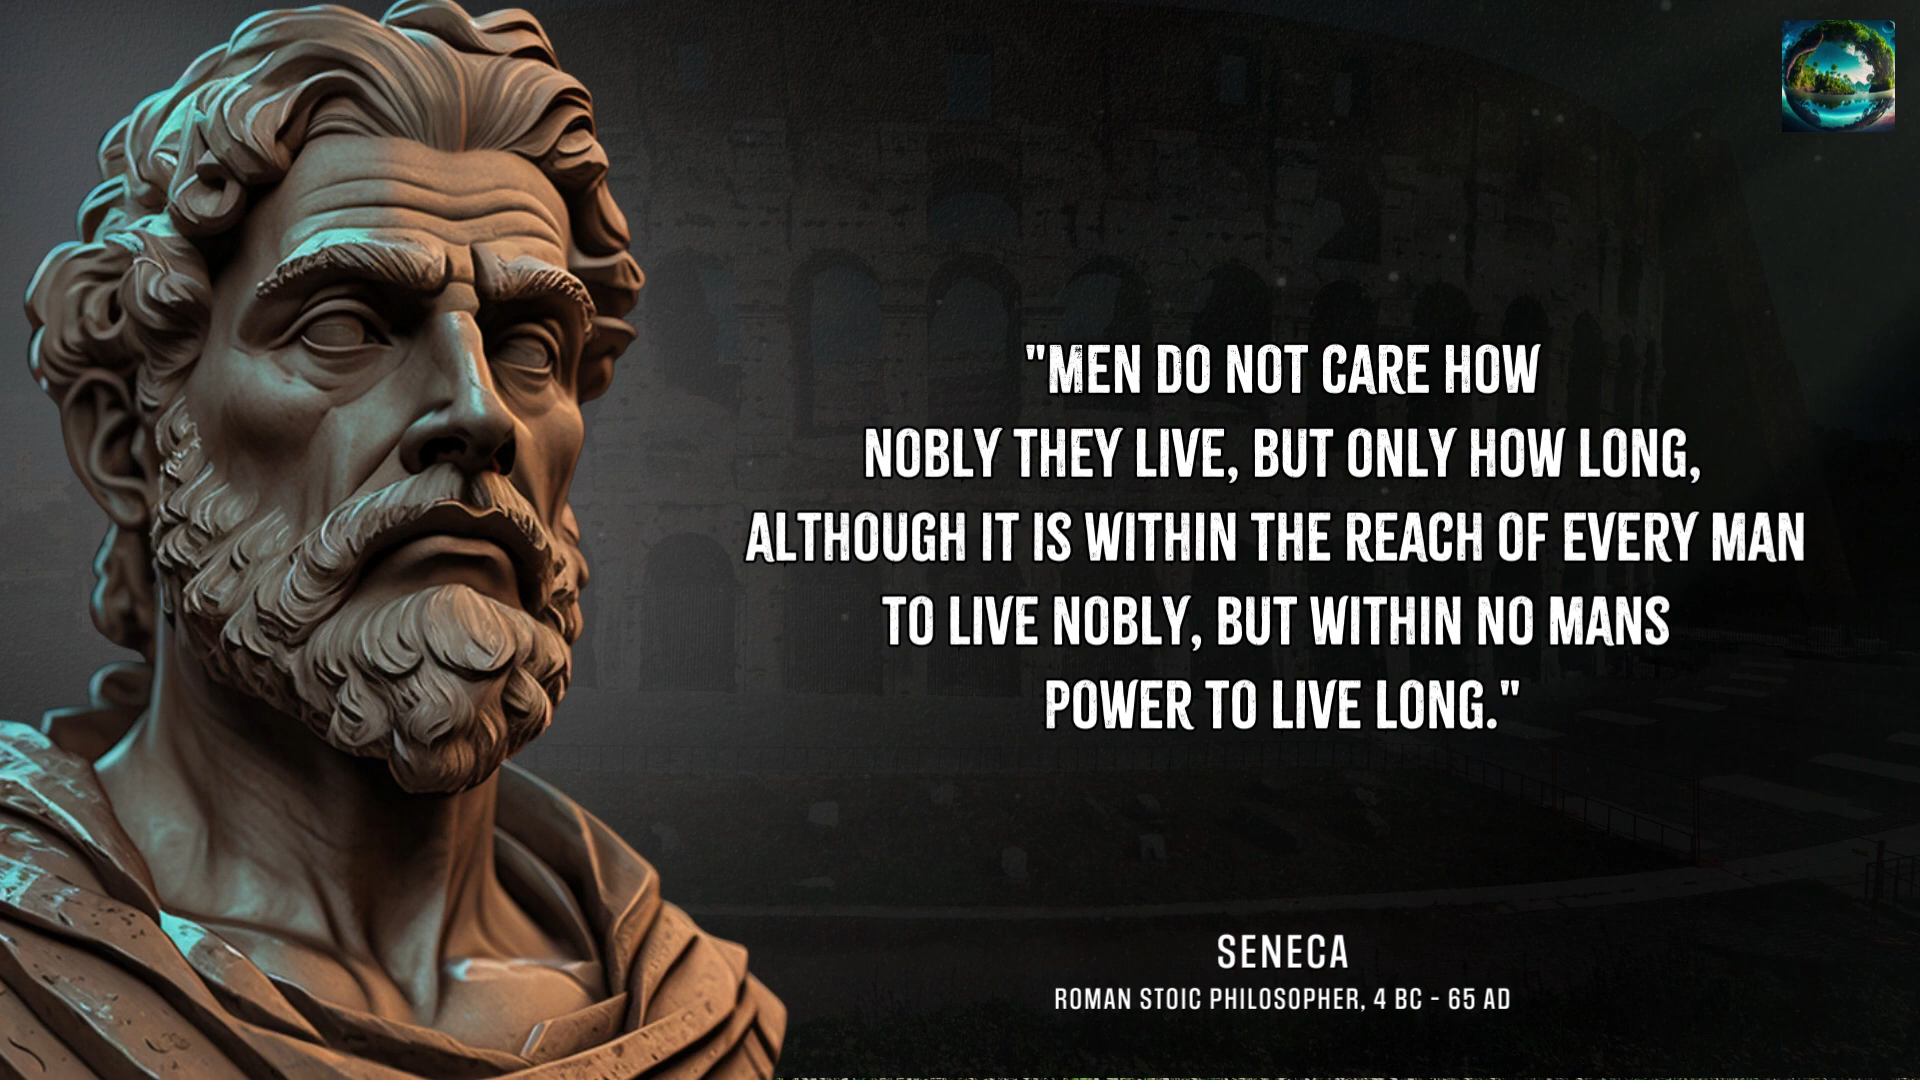 "MEN DO NOT CARE HOW
NOBLY THEY LIVE, BUT ONLY HOW LONG,
ALTHOUGH IT IS WITHIN THE REACH OF EVERY MAN
TO LIVE NOBLY, BUT WITHIN NO MANS
POWER TO LIVE LONG."
SENECA
ROMAN STOIC PHILOSOPHER, 4 BC - 65 AD